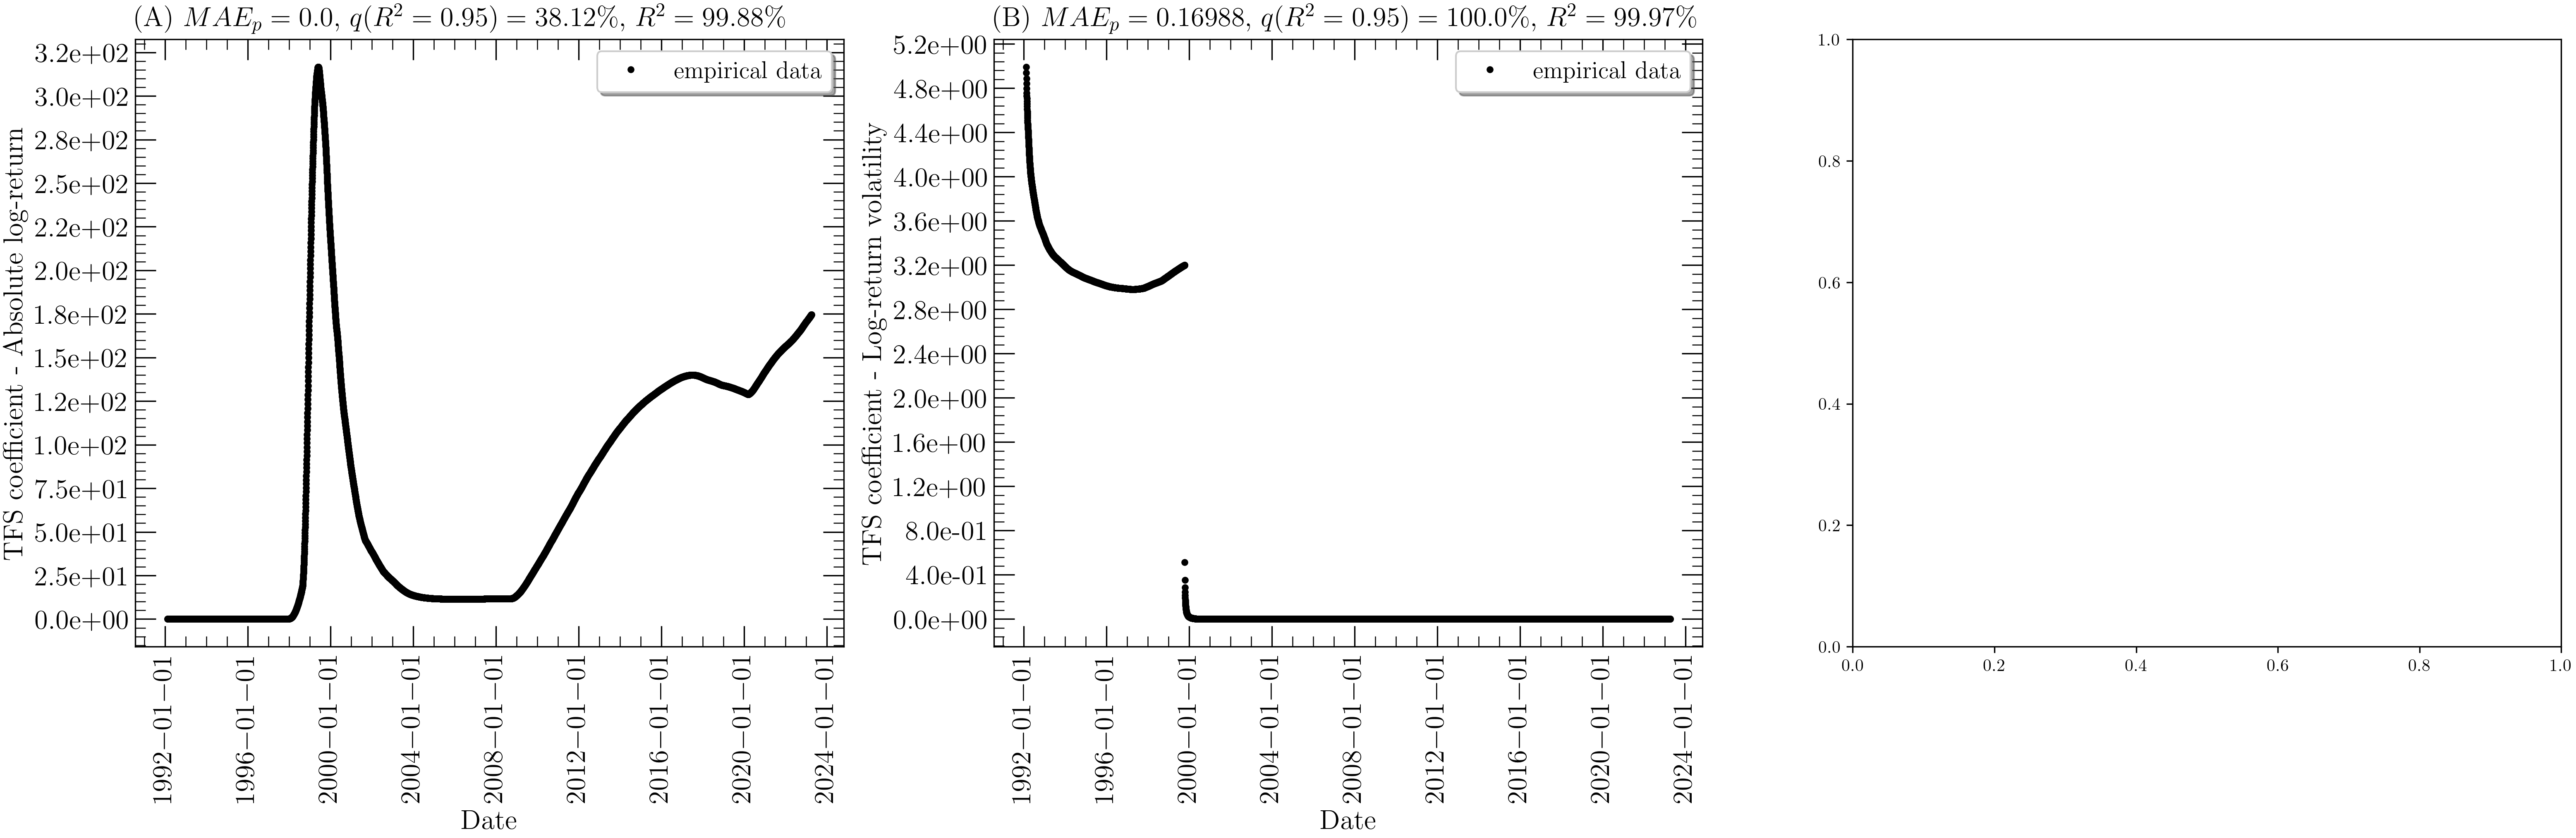 (A) MAE_p = 0.0, q(R^2 = 0.95) = 38.12%, R^2 = 99.88%
TFS coefficient - Absolute log-return
3.2e+02
3.0e+02
2.8e+02
2.5e+02
2.2e+02
2.0e+02
1.8e+02
1.5e+02
1.2e+02
1.0e+02
7.5e+01
5.0e+01
2.5e+01
0.0e+00
empirical data
1992−01−01
1996−01−01
2000−01−01
2004−01−01
2008−01−01
2012−01−01
2016−01−01
2020−01−01
2024−01−01
Date
(B) MAE_p = 0.16988, q(R^2 = 0.95) = 100.0%, R^2 = 99.97%
TFS coefficient - Log-return volatility
5.2e+00
4.8e+00
4.4e+00
4.0e+00
3.6e+00
3.2e+00
2.8e+00
2.4e+00
2.0e+00
1.6e+00
1.2e+00
8.0e-01
4.0e-01
0.0e+00
empirical data
1992−01−01
1996−01−01
2000−01−01
2004−01−01
2008−01−01
2012−01−01
2016−01−01
2020−01−01
2024−01−01
Date
1.0
0.8
0.6
0.4
0.2
0.0
0.0 0.2 0.4 0.6 0.8 1.0